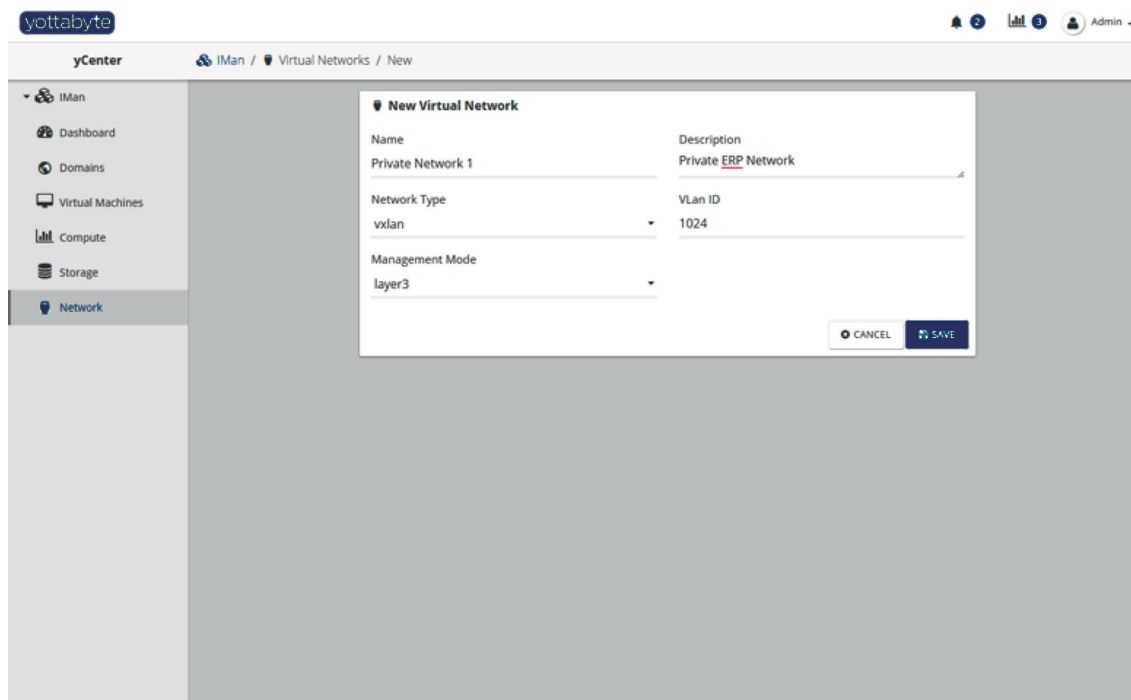 yottabyte
2 3 Admin
yCenter
IMan / Virtual Networks / New
IMan
Dashboard
Domains
Virtual Machines
Compute
Storage
Network
New Virtual Network
Name Description
Private Network 1 Private ERP Network
Network Type VLan ID
vxlan 1024
Management Mode
layer3
CANCEL SAVE